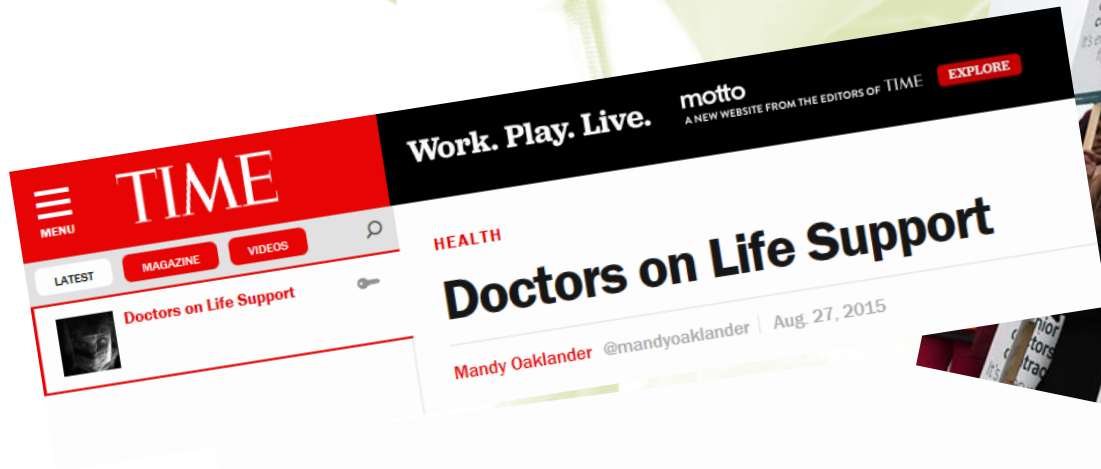 Work. Play. Live.
motto
A NEW WEBSITE FROM THE EDITORS OF TIME
EXPLORE
MENU
TIME
LATEST
MAGAZINE
VIDEOS
Doctors on Life Support
HEALTH
Doctors on Life Support
Mandy Oaklander @mandyoaklander Aug. 27, 2015